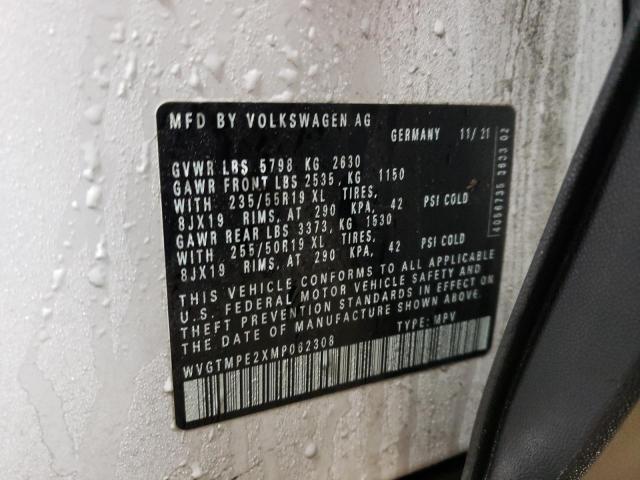 MFD BY VOLKSWAGEN AG
GERMANY 11/21
GVWR LBS 5798 KG 2630
GAWR FRONT LBS 2535, KG 1150
WITH 235/55R19 XL TIRES,
8JX19 RIMS, AT 290 KPA, 42 PSI COLD
GAWR REAR LBS 3373, KG 1530
WITH 255/50R19 XL TIRES,
8JX19 RIMS, AT 290 KPA, 42 PSI COLD
THIS VEHICLE CONFORMS TO ALL APPLICABLE
U.S. FEDERAL MOTOR VEHICLE SAFETY AND
THEFT PREVENTION STANDARDS IN EFFECT ON
THE DATE OF MANUFACTURE SHOWN ABOVE.
TYPE: MPV
WVGTMPE2XMP062308
4056735 3633 02